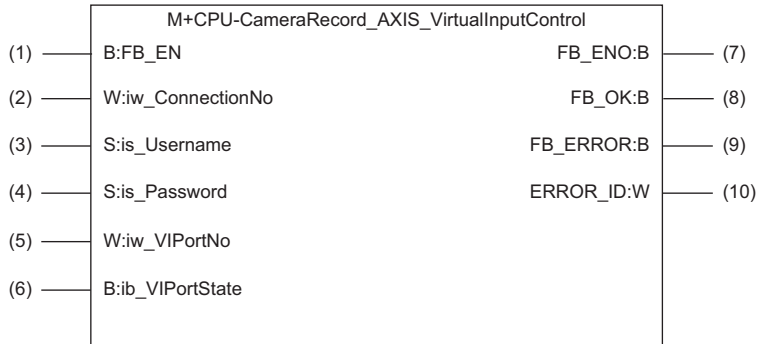 M+CPU-CameraRecord_AXIS_VirtualInputControl
(1) B:FB_EN FB_ENO:B (7)
(2) W:iw_ConnectionNo FB_OK:B (8)
(3) S:is_Username FB_ERROR:B (9)
(4) S:is_Password ERROR_ID:W (10)
(5) W:iw_VIPortNo
(6) B:ib_VIPortState